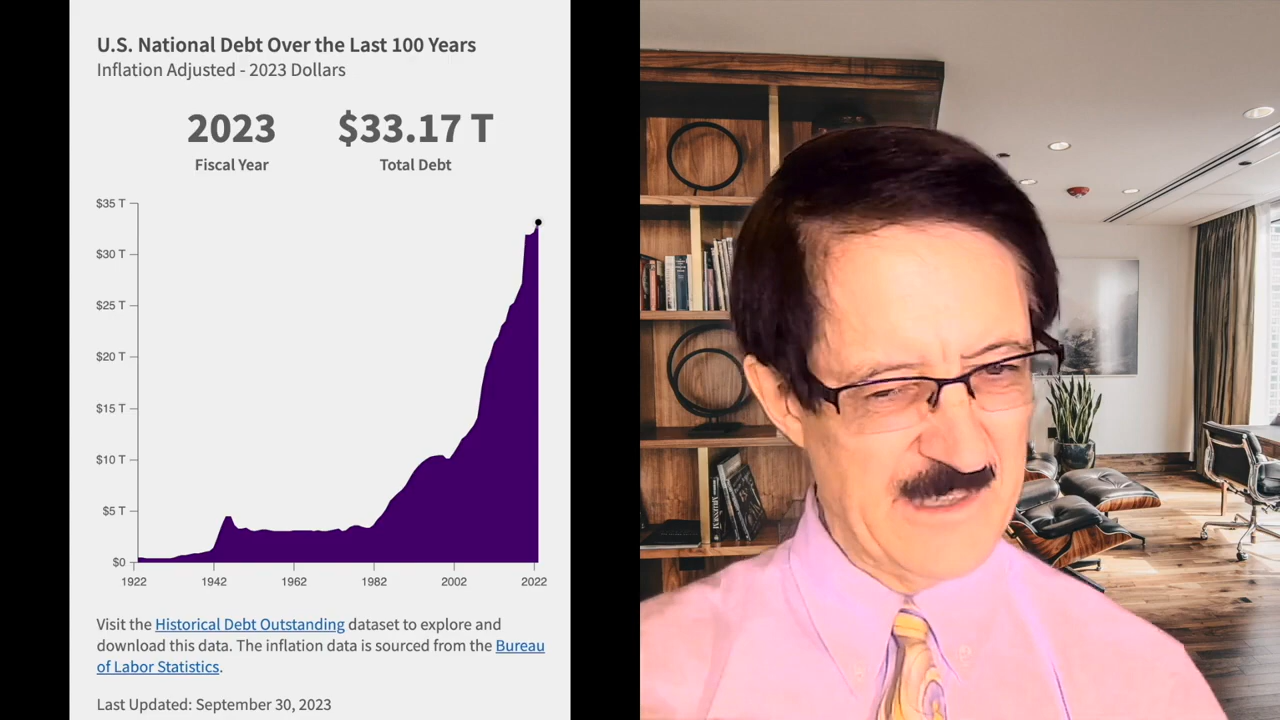 U.S. National Debt Over the Last 100 Years
Inflation Adjusted - 2023 Dollars
2023 $33.17 T
Fiscal Year Total Debt
$35 T
$30 T
$25 T
$20 T
$15 T
$10 T
$5 T
$0
1922 1942 1962 1982 2002 2022
Visit the Historical Debt Outstanding dataset to explore and
download this data. The inflation data is sourced from the Bureau
of Labor Statistics.
Last Updated: September 30, 2023